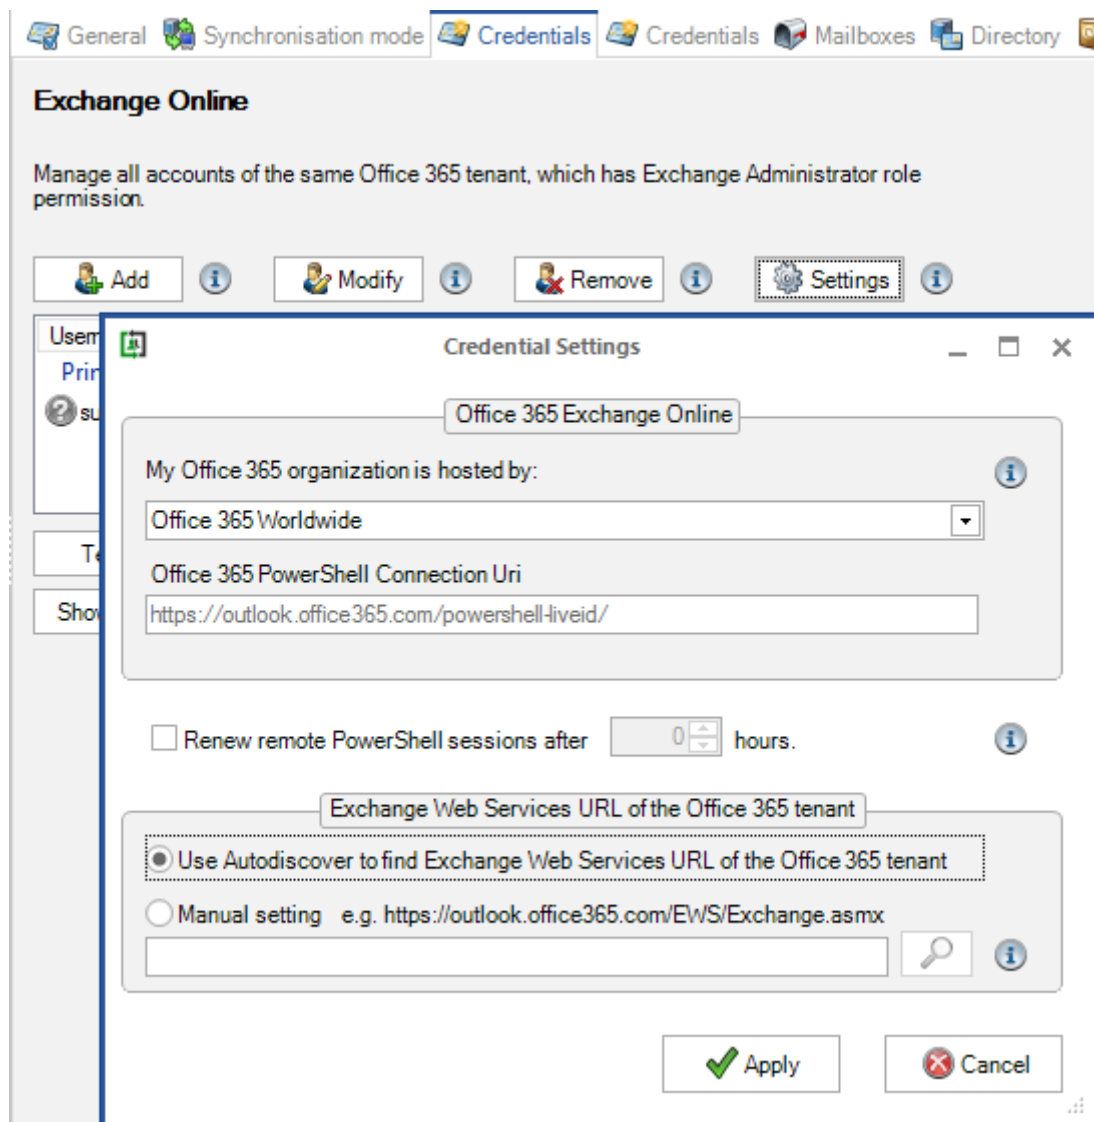 General Synchronisation mode Credentials Credentials Mailboxes Directory
Exchange Online
Manage all accounts of the same Office 365 tenant, which has Exchange Administrator role
permission.
Add Modify Remove Settings
Credential Settings
Office 365 Exchange Online
My Office 365 organization is hosted by:
Office 365 Worldwide
Office 365 PowerShell Connection Uri
https://outlook.office365.com/powershell-liveid/
Renew remote PowerShell sessions after 0 hours.
Exchange Web Services URL of the Office 365 tenant
Use Autodiscover to find Exchange Web Services URL of the Office 365 tenant
Manual setting e.g. https://outlook.office365.com/EWS/Exchange.asmx
Apply Cancel